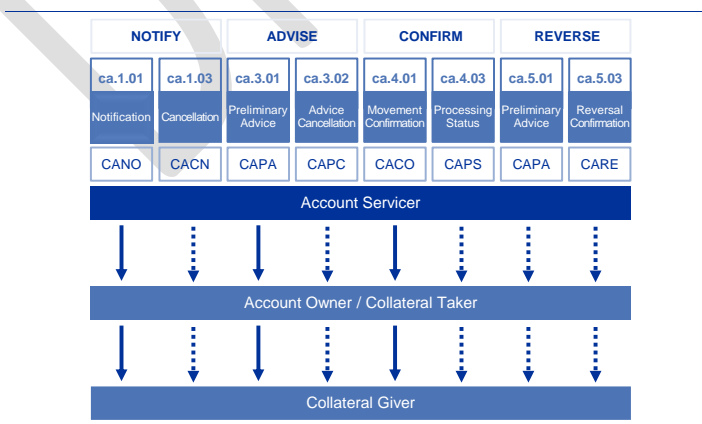 NOTIFY ADVISE CONFIRM REVERSE
ca.1.01 ca.1.03 ca.3.01 ca.3.02 ca.4.01 ca.4.03 ca.5.01 ca.5.03
Notification Cancellation Preliminary Advice Advice Cancellation Movement Confirmation Processing Status Preliminary Advice Reversal Confirmation
CANO CACN CAPA CAPC CACO CAPS CAPA CARE
Account Servicer
Account Owner / Collateral Taker
Collateral Giver